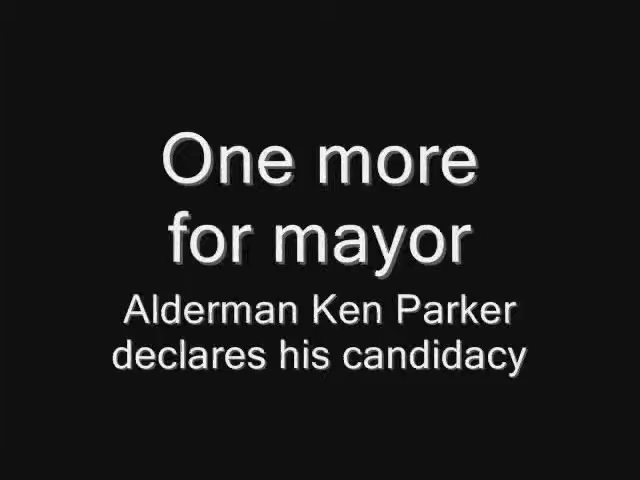 One more
for mayor
Alderman Ken Parker
declares his candidacy